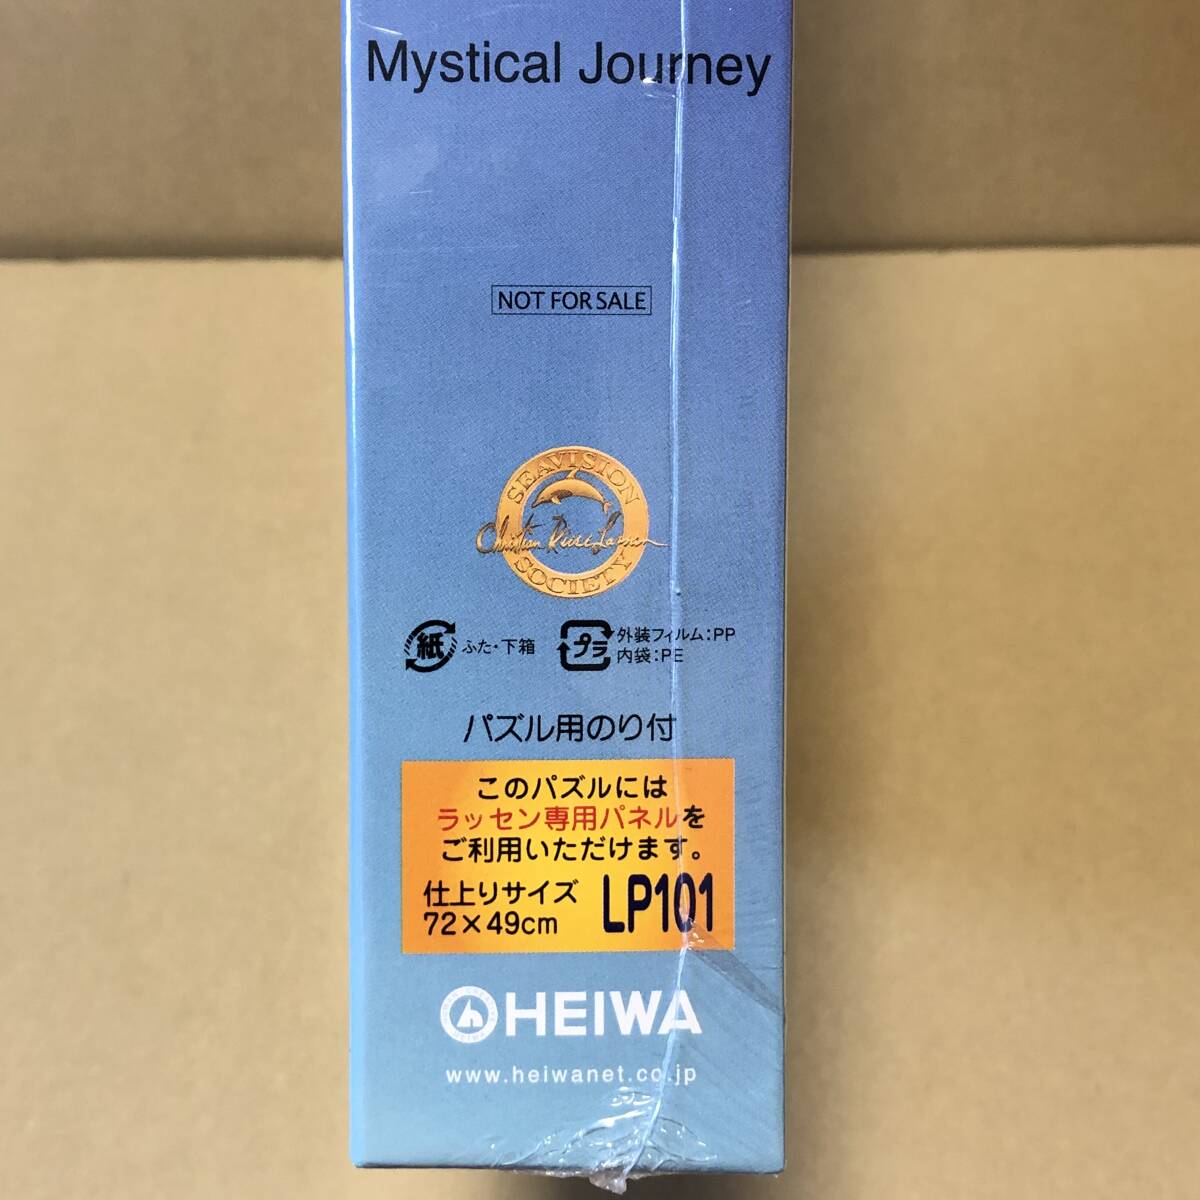 Mystical Journey
NOT FOR SALE
SEAVISION
Christian Riese Lassen
SOCIETY
紙 ふた・下箱
プラ 外装フィルム:PP
内袋:PE
パズル用のり付
このパズルには
ラッセン専用パネルを
ご利用いただけます。
仕上りサイズ
72×49cm
LP101
HEIWA
www.heiwanet.co.jp